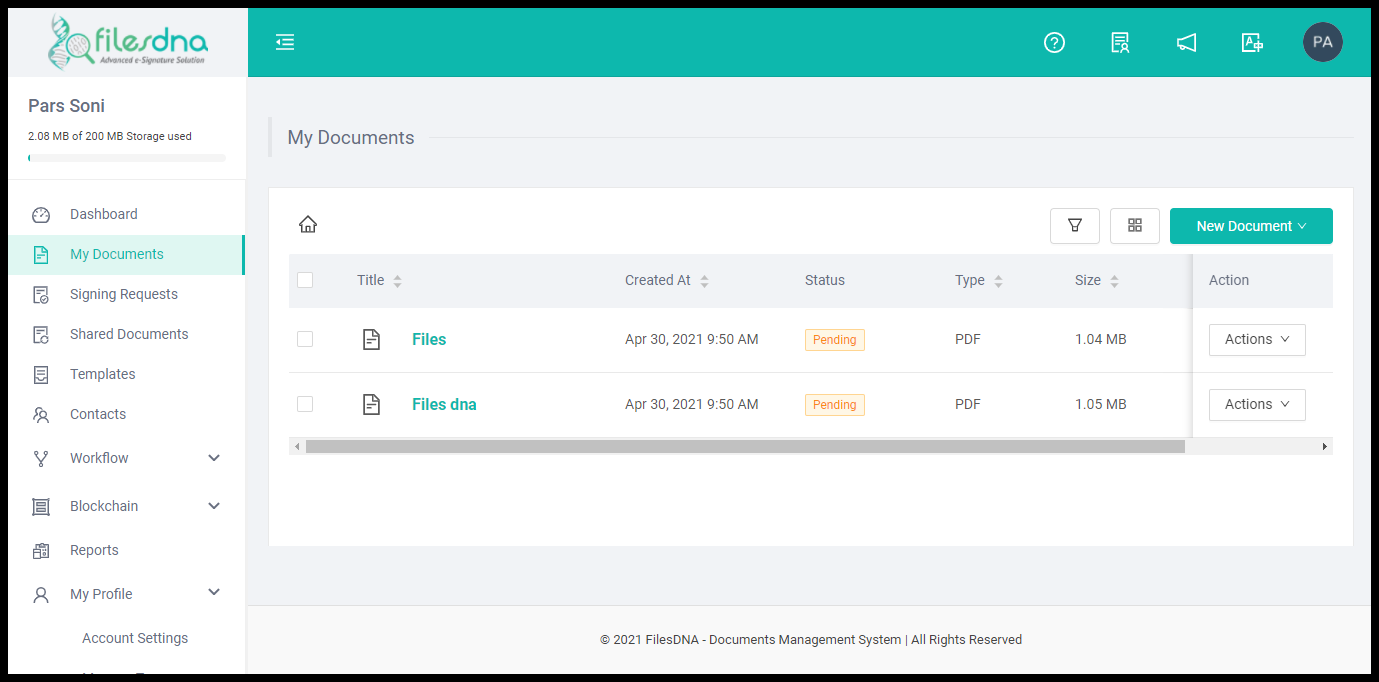 filesdna
Advanced e-Signature Solution
PA
Pars Soni
2.08 MB of 200 MB Storage used
Dashboard
My Documents
Signing Requests
Shared Documents
Templates
Contacts
Workflow
Blockchain
Reports
My Profile
Account Settings
My Documents
New Document
Title Created At Status Type Size Action
Files Apr 30, 2021 9:50 AM Pending PDF 1.04 MB Actions
Files dna Apr 30, 2021 9:50 AM Pending PDF 1.05 MB Actions
© 2021 FilesDNA - Documents Management System | All Rights Reserved